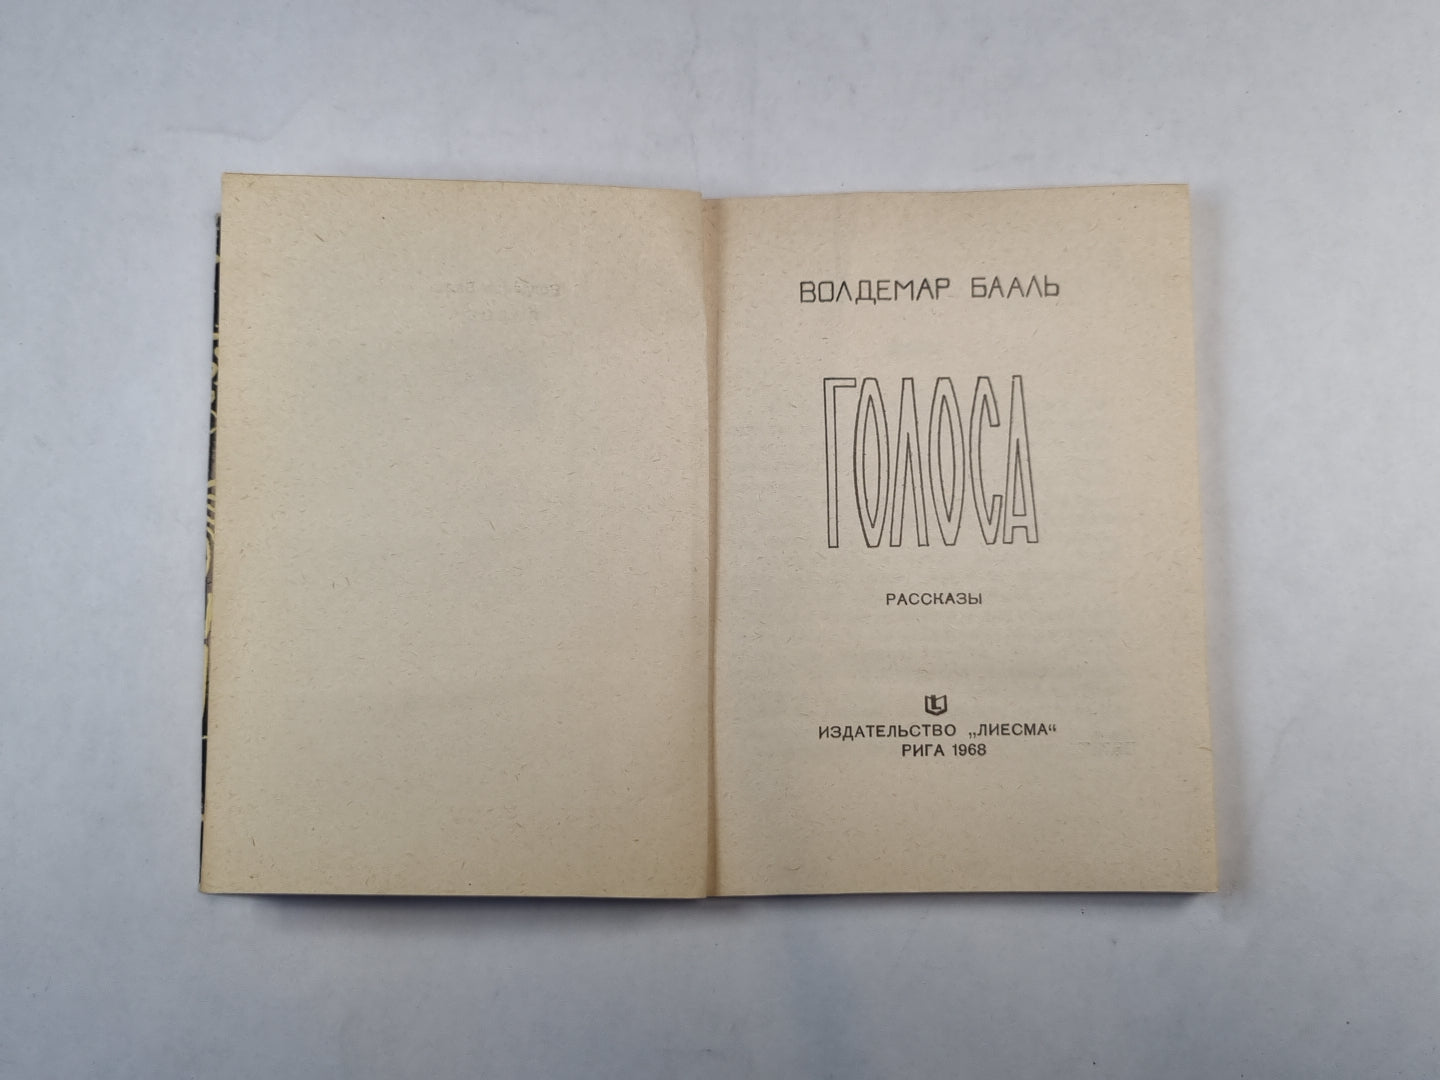 ВОЛДЕМАР БААЛЬ
ГОЛОСА
РАССКАЗЫ
L
ИЗДАТЕЛЬСТВО „ЛИЕСМА“
РИГА 1968